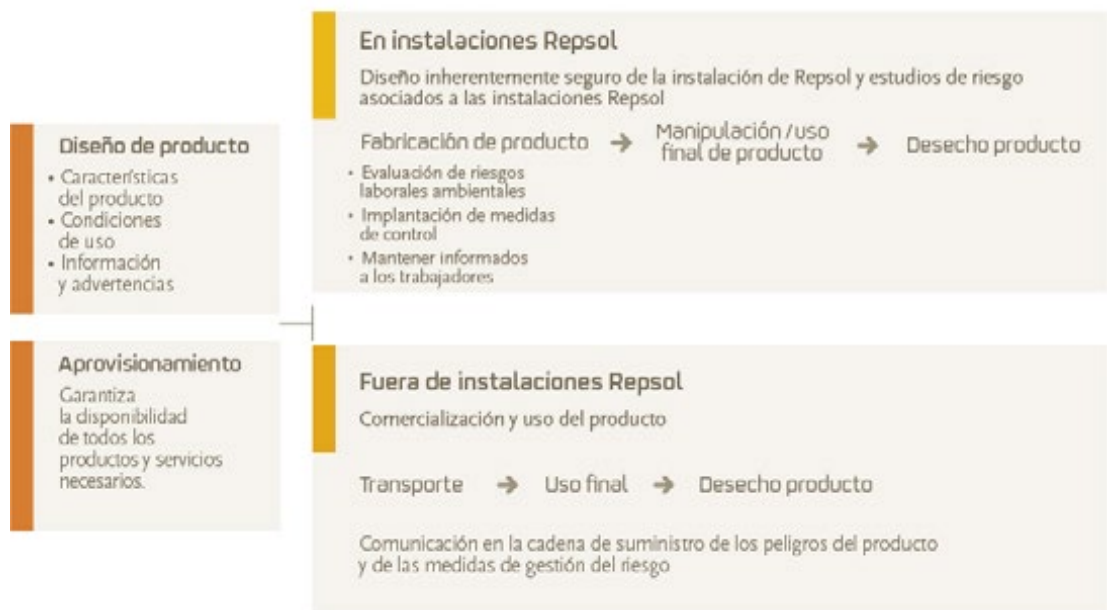 Diseño de producto
• Características
del producto
• Condiciones
de uso
• Información
y advertencias
Aprovisionamiento
Garantiza
la disponibilidad
de todos los
productos y servicios
necesarios.
En instalaciones Repsol
Diseño inherentemente seguro de la instalación de Repsol y estudios de riesgo
asociados a las instalaciones Repsol
Fabricación de producto → Manipulación /uso
final de producto → Desecho producto
• Evaluación de riesgos
laborales ambientales
• Implantación de medidas
de control
• Mantener informados
a los trabajadores
Fuera de instalaciones Repsol
Comercialización y uso del producto
Transporte → Uso final → Desecho producto
Comunicación en la cadena de suministro de los peligros del producto
y de las medidas de gestión del riesgo